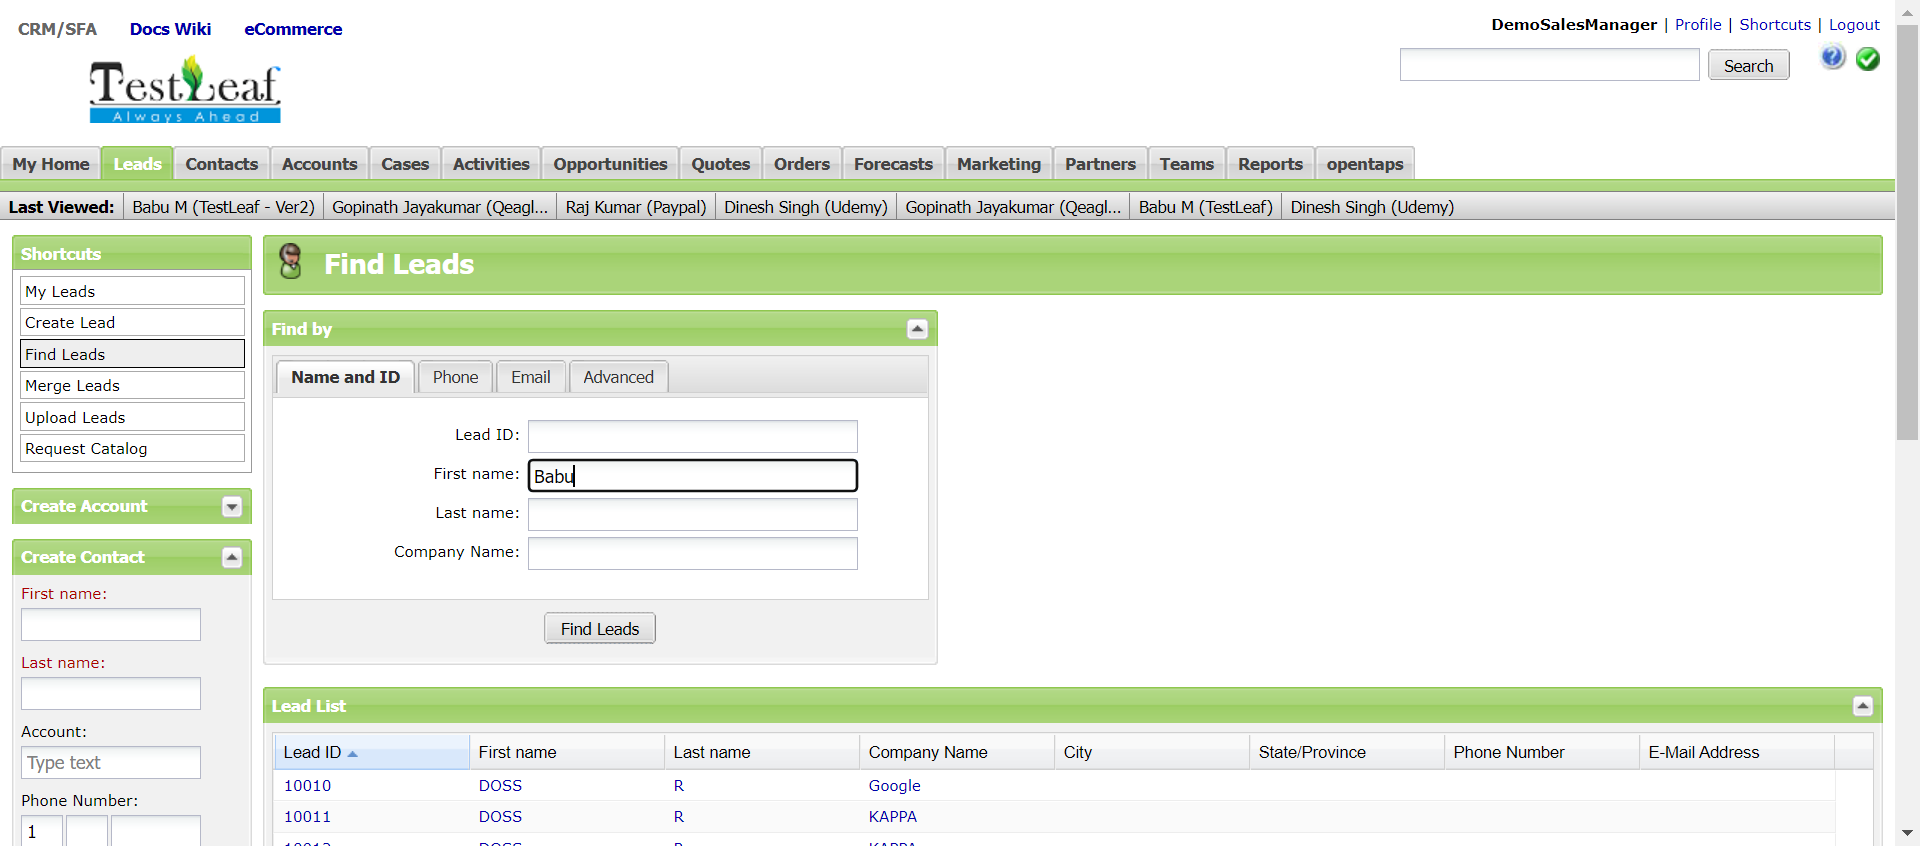 CRM/SFA Docs Wiki eCommerce
DemoSalesManager | Profile | Shortcuts | Logout
Search
TestLeaf
Always Ahead
My Home Leads Contacts Accounts Cases Activities Opportunities Quotes Orders Forecasts Marketing Partners Teams Reports opentaps
Last Viewed: Babu M (TestLeaf - Ver2) Gopinath Jayakumar (Qeagl... Raj Kumar (Paypal) Dinesh Singh (Udemy) Gopinath Jayakumar (Qeagl... Babu M (TestLeaf) Dinesh Singh (Udemy)
Shortcuts
My Leads
Create Lead
Find Leads
Merge Leads
Upload Leads
Request Catalog
Create Account
Create Contact
First name:
Last name:
Account:
Type text
Phone Number:
1
Find Leads
Find by
Name and ID Phone Email Advanced
Lead ID:
First name: Babu
Last name:
Company Name:
Find Leads
Lead List
Lead ID First name Last name Company Name City State/Province Phone Number E-Mail Address
10010 DOSS R Google
10011 DOSS R KAPPA